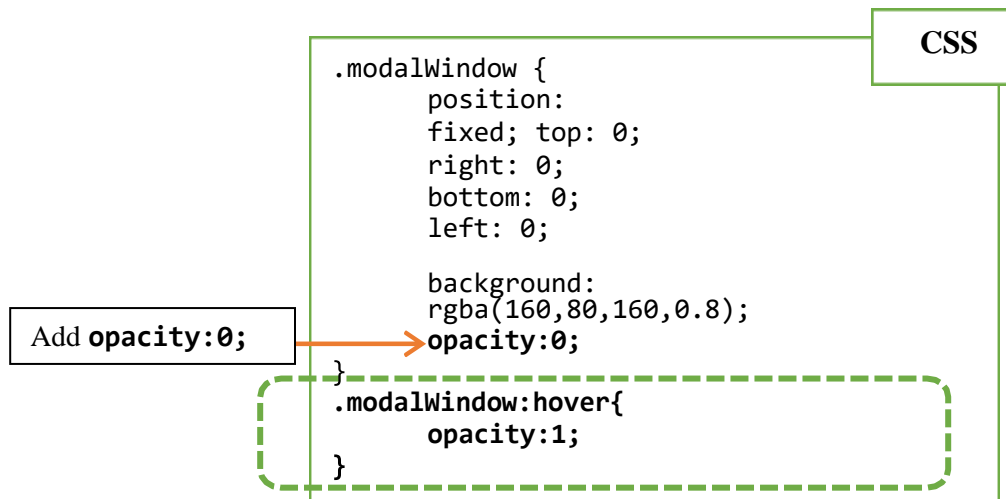 CSS
.modalWindow {
position:
fixed; top: 0;
right: 0;
bottom: 0;
left: 0;
background:
rgba(160,80,160,0.8);
Add opacity:0;
opacity:0;
}
.modalWindow:hover{
opacity:1;
}